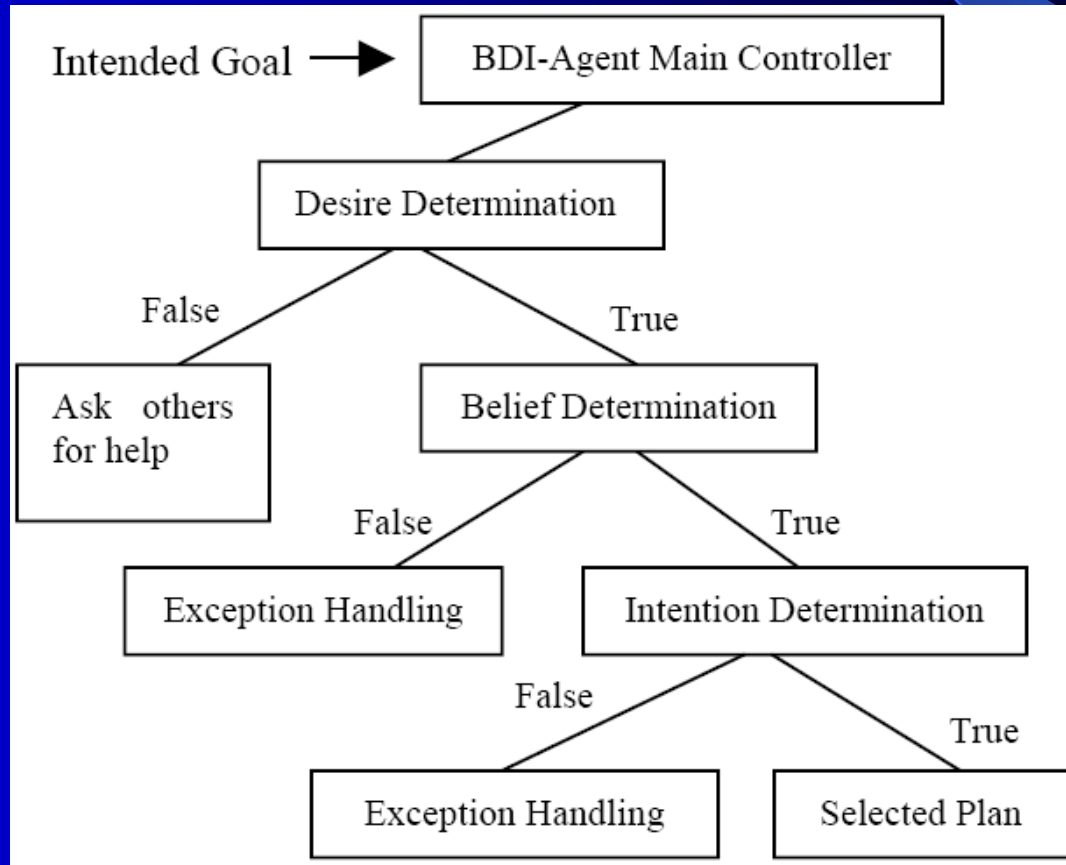 Intended Goal
BDI-Agent Main Controller
Desire Determination
False
True
Ask others
for help
Belief Determination
False
True
Exception Handling
Intention Determination
False
True
Exception Handling
Selected Plan